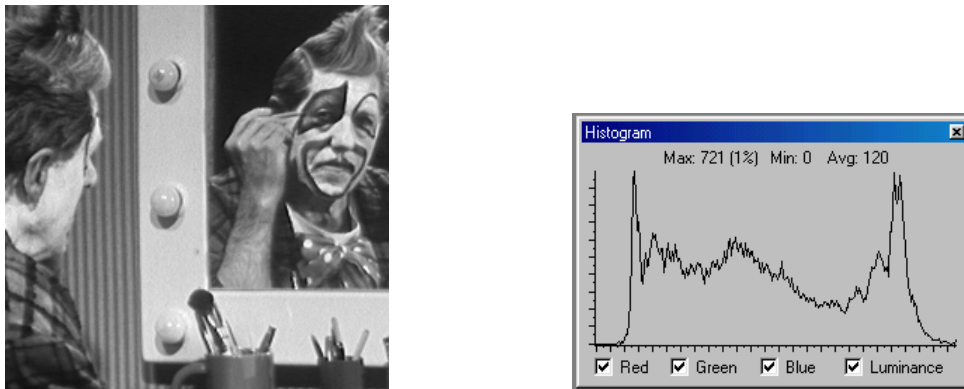 Histogram
Max: 721 (1%) Min: 0 Avg: 120
Red Green Blue Luminance